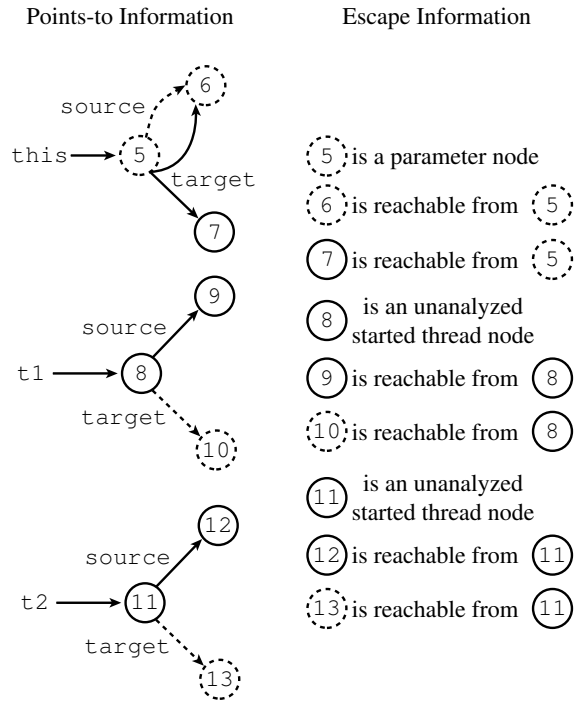 Points-to Information
Escape Information
6
source
this
5
target
7
9
source
t1
8
target
10
12
source
t2
11
target
13
5 is a parameter node
6 is reachable from 5
7 is reachable from 5
8 is an unanalyzed
started thread node
9 is reachable from 8
10 is reachable from 8
11 is an unanalyzed
started thread node
12 is reachable from 11
13 is reachable from 11